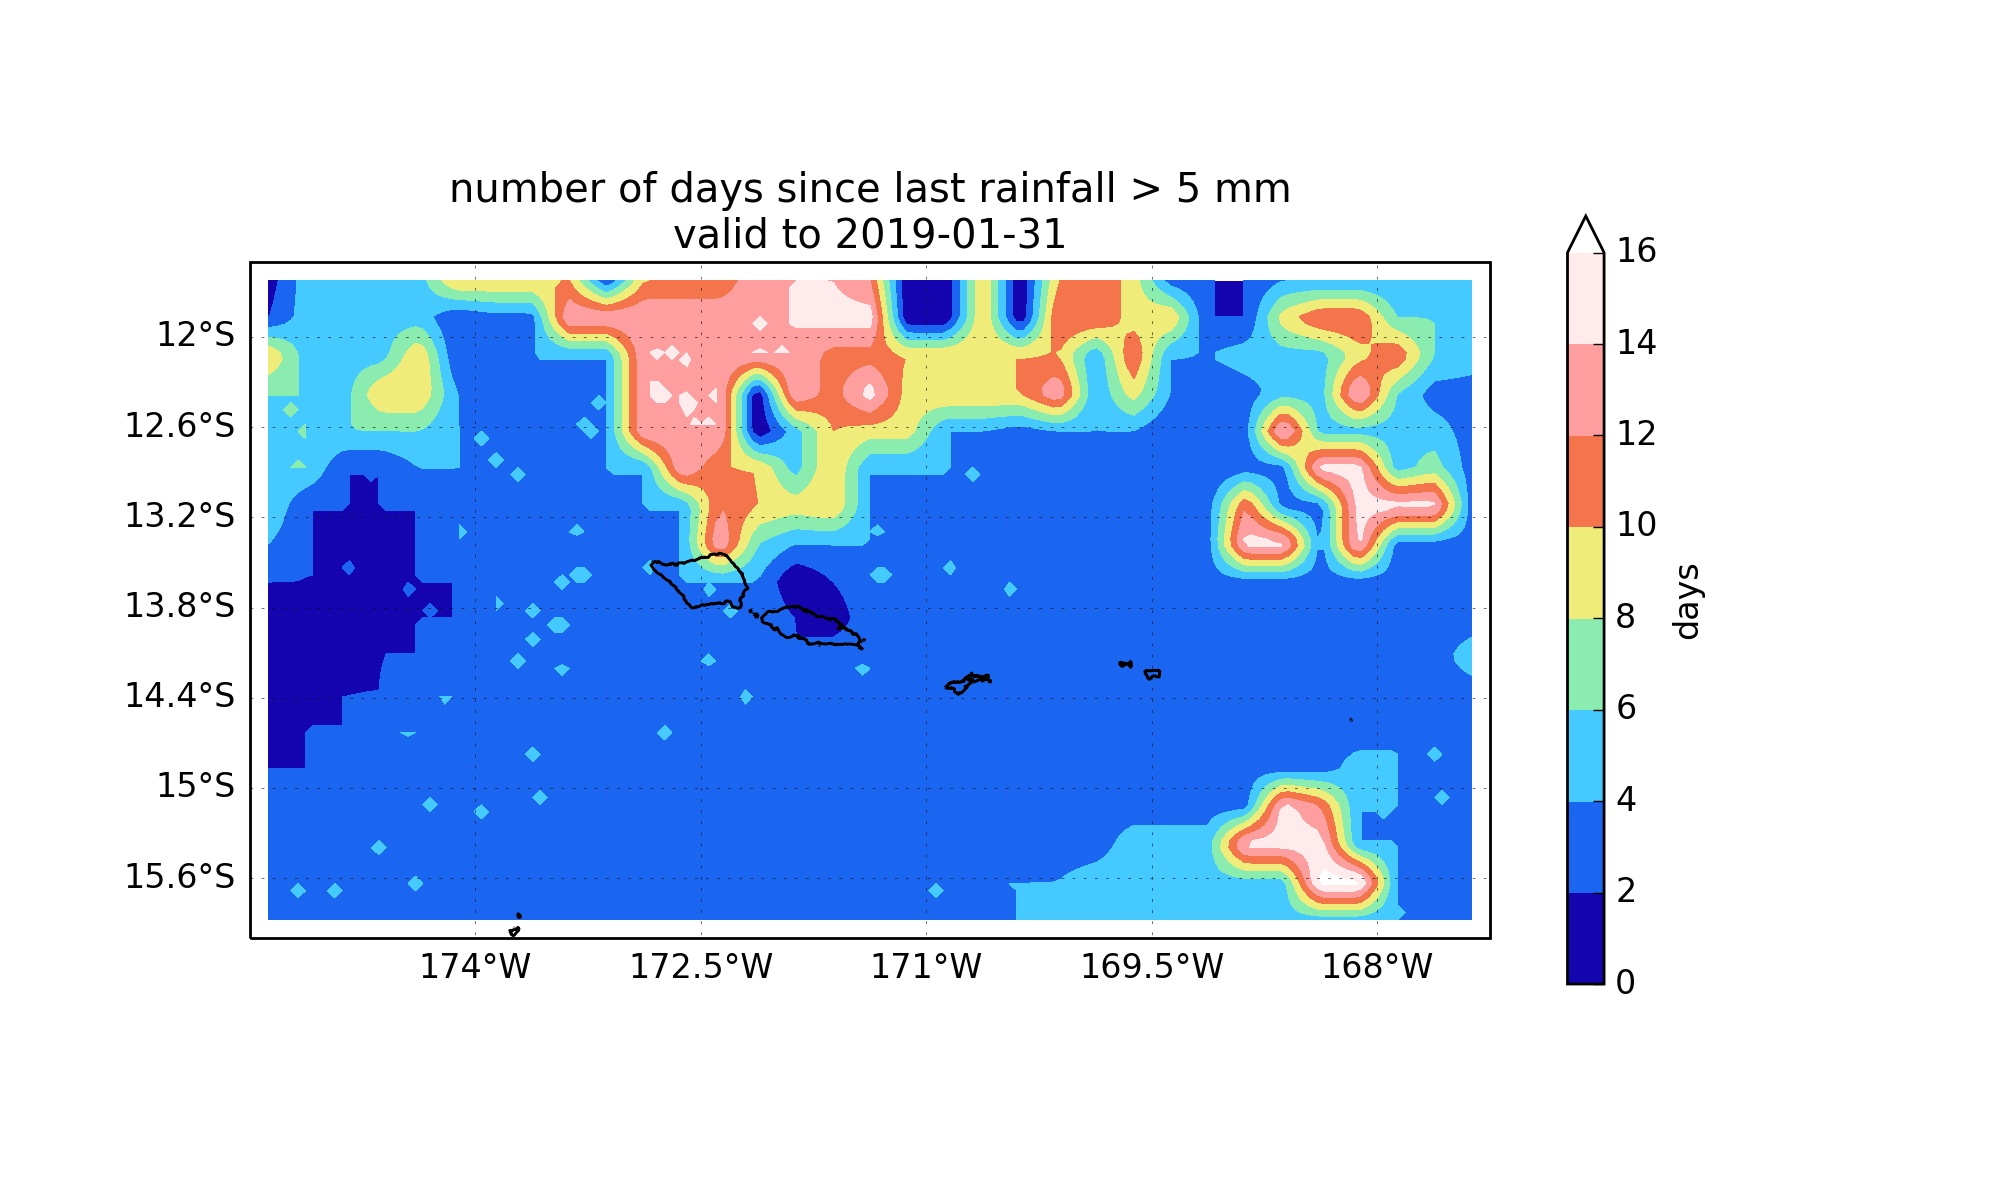 number of days since last rainfall > 5 mm
valid to 2019-01-31
12°S
12.6°S
13.2°S
13.8°S
14.4°S
15°S
15.6°S
174°W
172.5°W
171°W
169.5°W
168°W
16
14
12
10
8
6
4
2
0
days